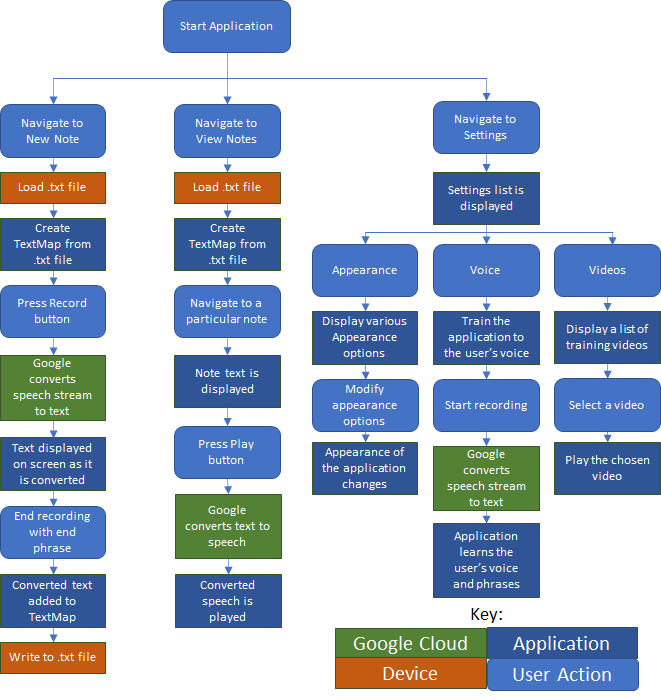 Start Application
Navigate to
New Note
Load .txt file
Create
TextMap from
.txt file
Press Record
button
Google
converts
speech stream
to text
Text displayed
on screen as it
is converted
End recording
with end
phrase
Converted text
added to
TextMap
Write to .txt file
Navigate to
View Notes
Load .txt file
Create
TextMap from
.txt file
Navigate to a
particular note
Note text is
displayed
Press Play
button
Google
converts text to
speech
Converted
speech is
played
Navigate to
Settings
Settings list is
displayed
Appearance
Display various
Appearance
options
Modify
appearance
options
Appearance of
the application
changes
Voice
Train the
application to
the user's voice
Start recording
Google
converts
speech stream
to text
Application
learns the
user's voice
and phrases
Videos
Display a list of
training videos
Select a video
Play the chosen
video
Key:
Google Cloud
Application
Device
User Action